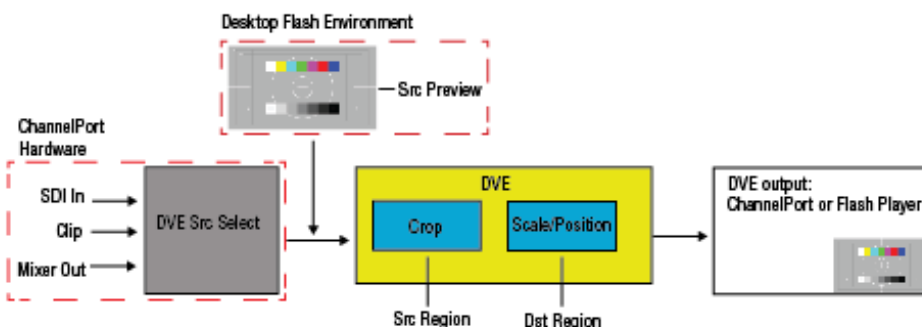 Desktop Flash Environment
Src Preview
ChannelPort
Hardware
SDI In
Clip
Mixer Out
DVE Src Select
DVE
Crop
Scale/Position
Src Region
Dst Region
DVE output:
ChannelPort or Flash Player